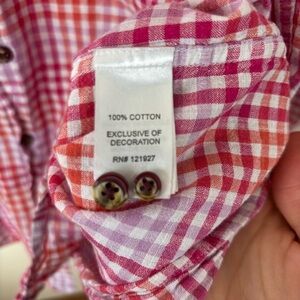 100% COTTON
EXCLUSIVE OF
DECORATION
RN# 121927